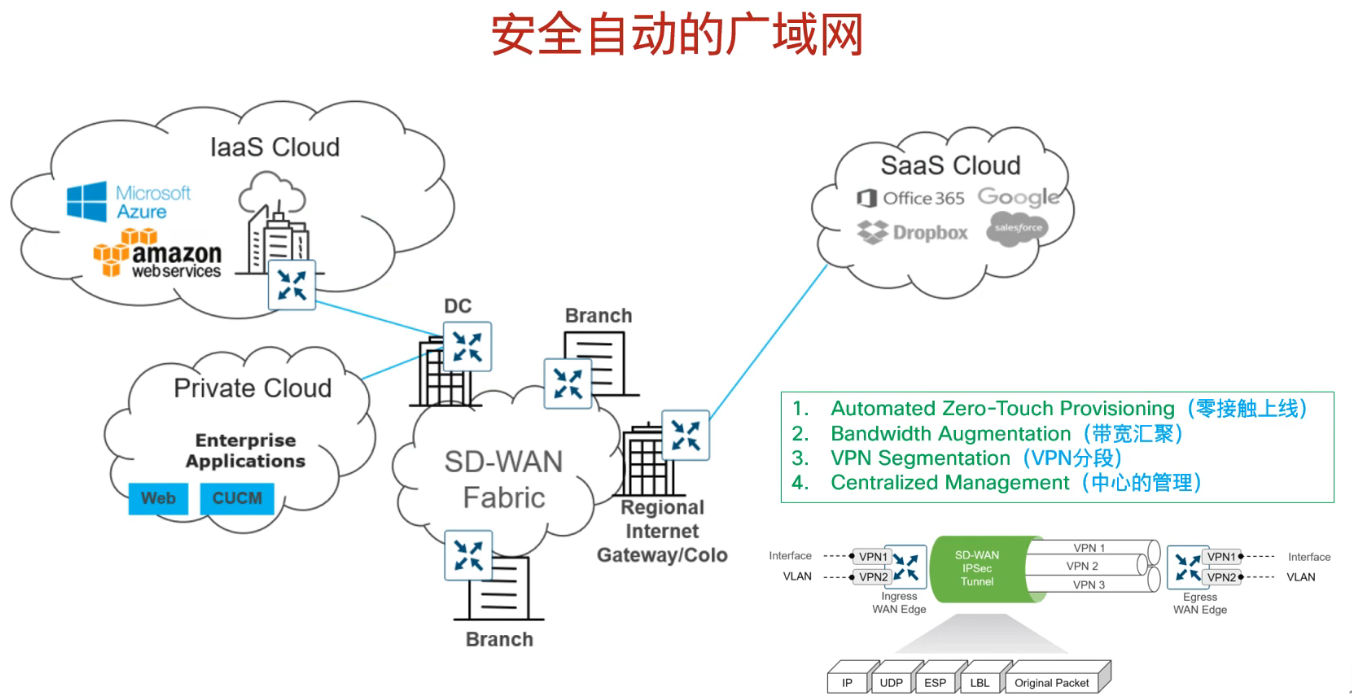 安全自动的广域网
IaaS Cloud
Microsoft
Azure
amazon
web services
SaaS Cloud
Office 365
Google
Dropbox
salesforce
DC
Branch
Private Cloud
Enterprise
Applications
Web
CUCM
SD-WAN
Fabric
Regional
Internet
Gateway/Colo
Branch
1. Automated Zero-Touch Provisioning（零接触上线）
2. Bandwidth Augmentation（带宽汇聚）
3. VPN Segmentation（VPN分段）
4. Centralized Management（中心的管理）
Interface
VLAN
VPN1
VPN2
Ingress
WAN Edge
SD-WAN
IPSec
Tunnel
VPN 1
VPN 2
VPN 3
VPN1
VPN2
Egress
WAN Edge
Interface
VLAN
IP
UDP
ESP
LBL
Original Packet